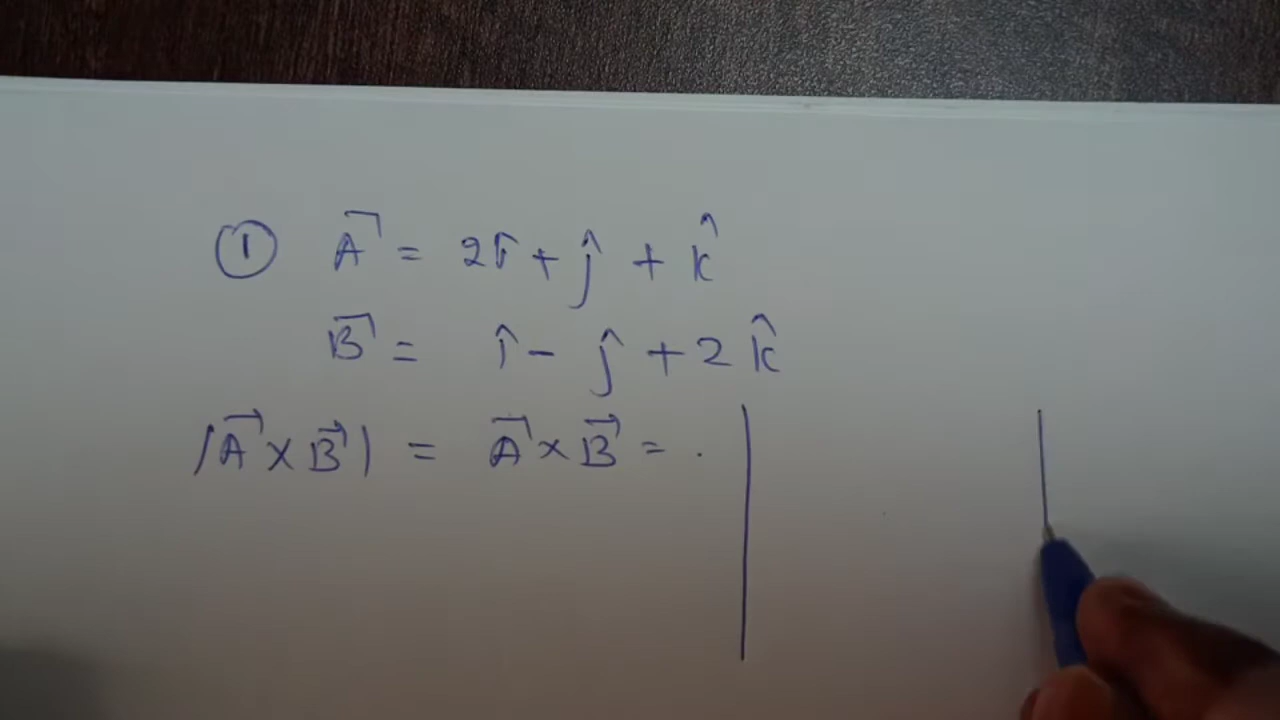 ① A⃗ = 2î + ĵ + k̂
B⃗ = î - ĵ + 2k̂
|A⃗ × B⃗| = A⃗ × B⃗ = .